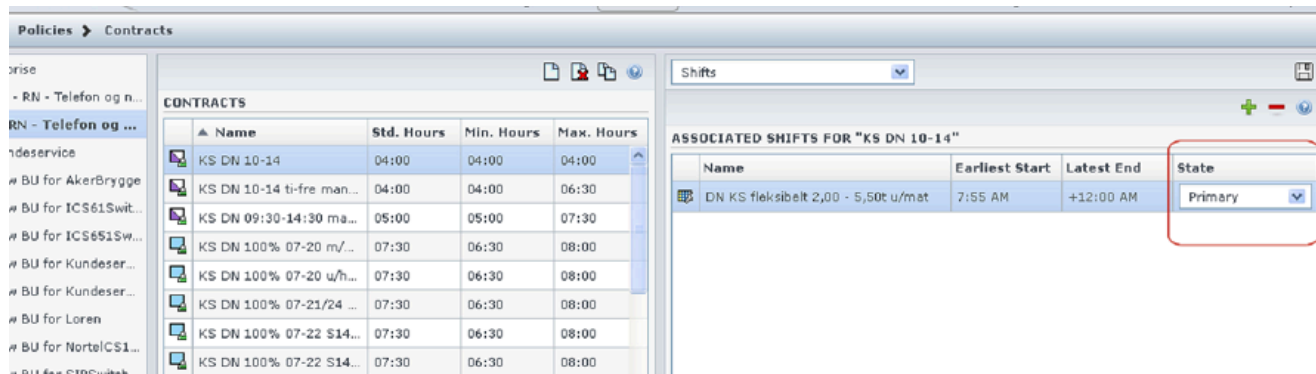 Policies > Contracts
prise
- RN - Telefon og n...
RN - Telefon og ...
ndeservice
BU for AkerBrygge
BU for ICS61Swit...
BU for ICS651Sw...
BU for Kundeser...
BU for Kundeser...
BU for Loren
BU for NortelCS1...
CONTRACTS
Name Std. Hours Min. Hours Max. Hours
KS DN 10-14 04:00 04:00 04:00
KS DN 10-14 ti-fre man... 04:00 04:00 06:30
KS DN 09:30-14:30 ma... 05:00 05:00 07:30
KS DN 100% 07-20 m/... 07:30 06:30 08:00
KS DN 100% 07-20 u/h... 07:30 06:30 08:00
KS DN 100% 07-21/24 ... 07:30 06:30 08:00
KS DN 100% 07-22 S14... 07:30 06:30 08:00
KS DN 100% 07-22 S14... 07:30 06:30 08:00
Shifts
ASSOCIATED SHIFTS FOR "KS DN 10-14"
Name Earliest Start Latest End State
DN KS fleksibelt 2,00 - 5,50t u/mat 7:55 AM +12:00 AM Primary